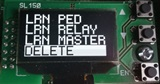 SL150
LRN PED
LRN RELAY
LRN MASTER
DELETE